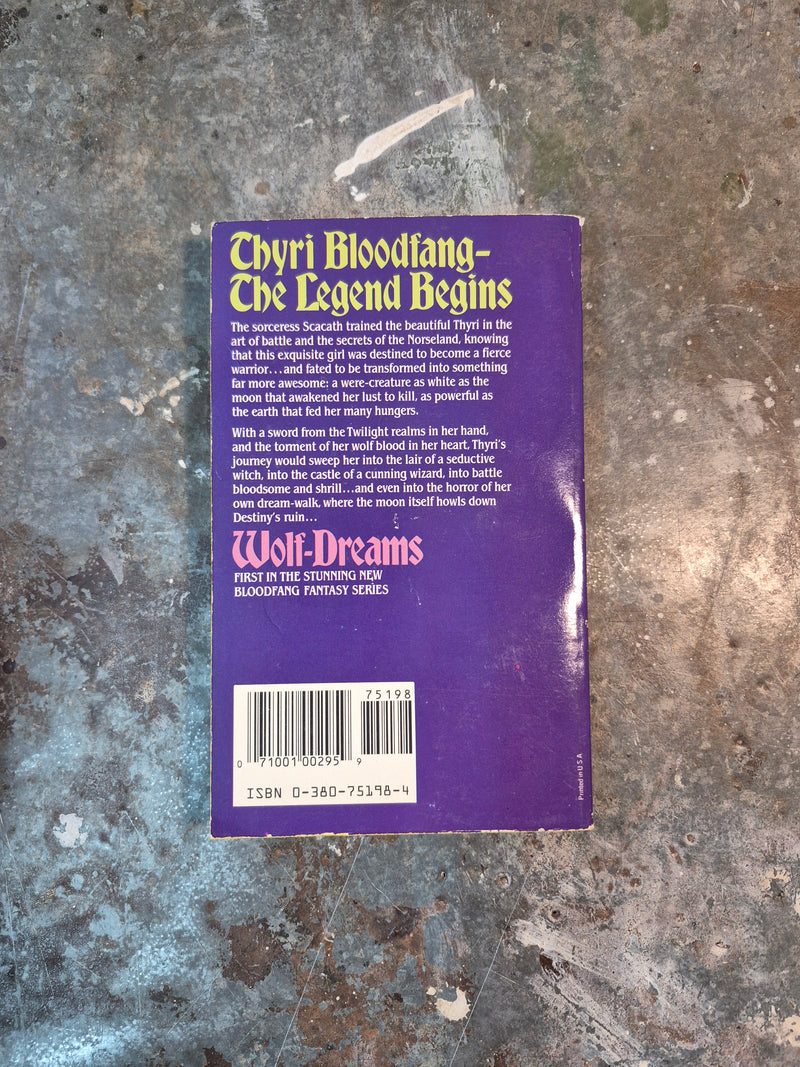 Thyri Bloodfang–
The Legend Begins
The sorceress Scacath trained the beautiful Thyri in the
art of battle and the secrets of the Norseland, knowing
that this exquisite girl was destined to become a fierce
warrior...and fated to be transformed into something
far more awesome: a were-creature as white as the
moon that awakened her lust to kill, as powerful as
the earth that fed her many hungers.
With a sword from the Twilight realms in her hand,
and the torment of her wolf blood in her heart, Thyri's
journey would sweep her into the lair of a seductive
witch, into the castle of a cunning wizard, into battle
bloodsome and shrill...and even into the horror of her
own dream-walk, where the moon itself howls down
Destiny's ruin...
Wolf-Dreams
FIRST IN THE STUNNING NEW
BLOODFANG FANTASY SERIES
75198
0 71001 00295 9
ISBN 0-380-75198-4
Printed in U S A